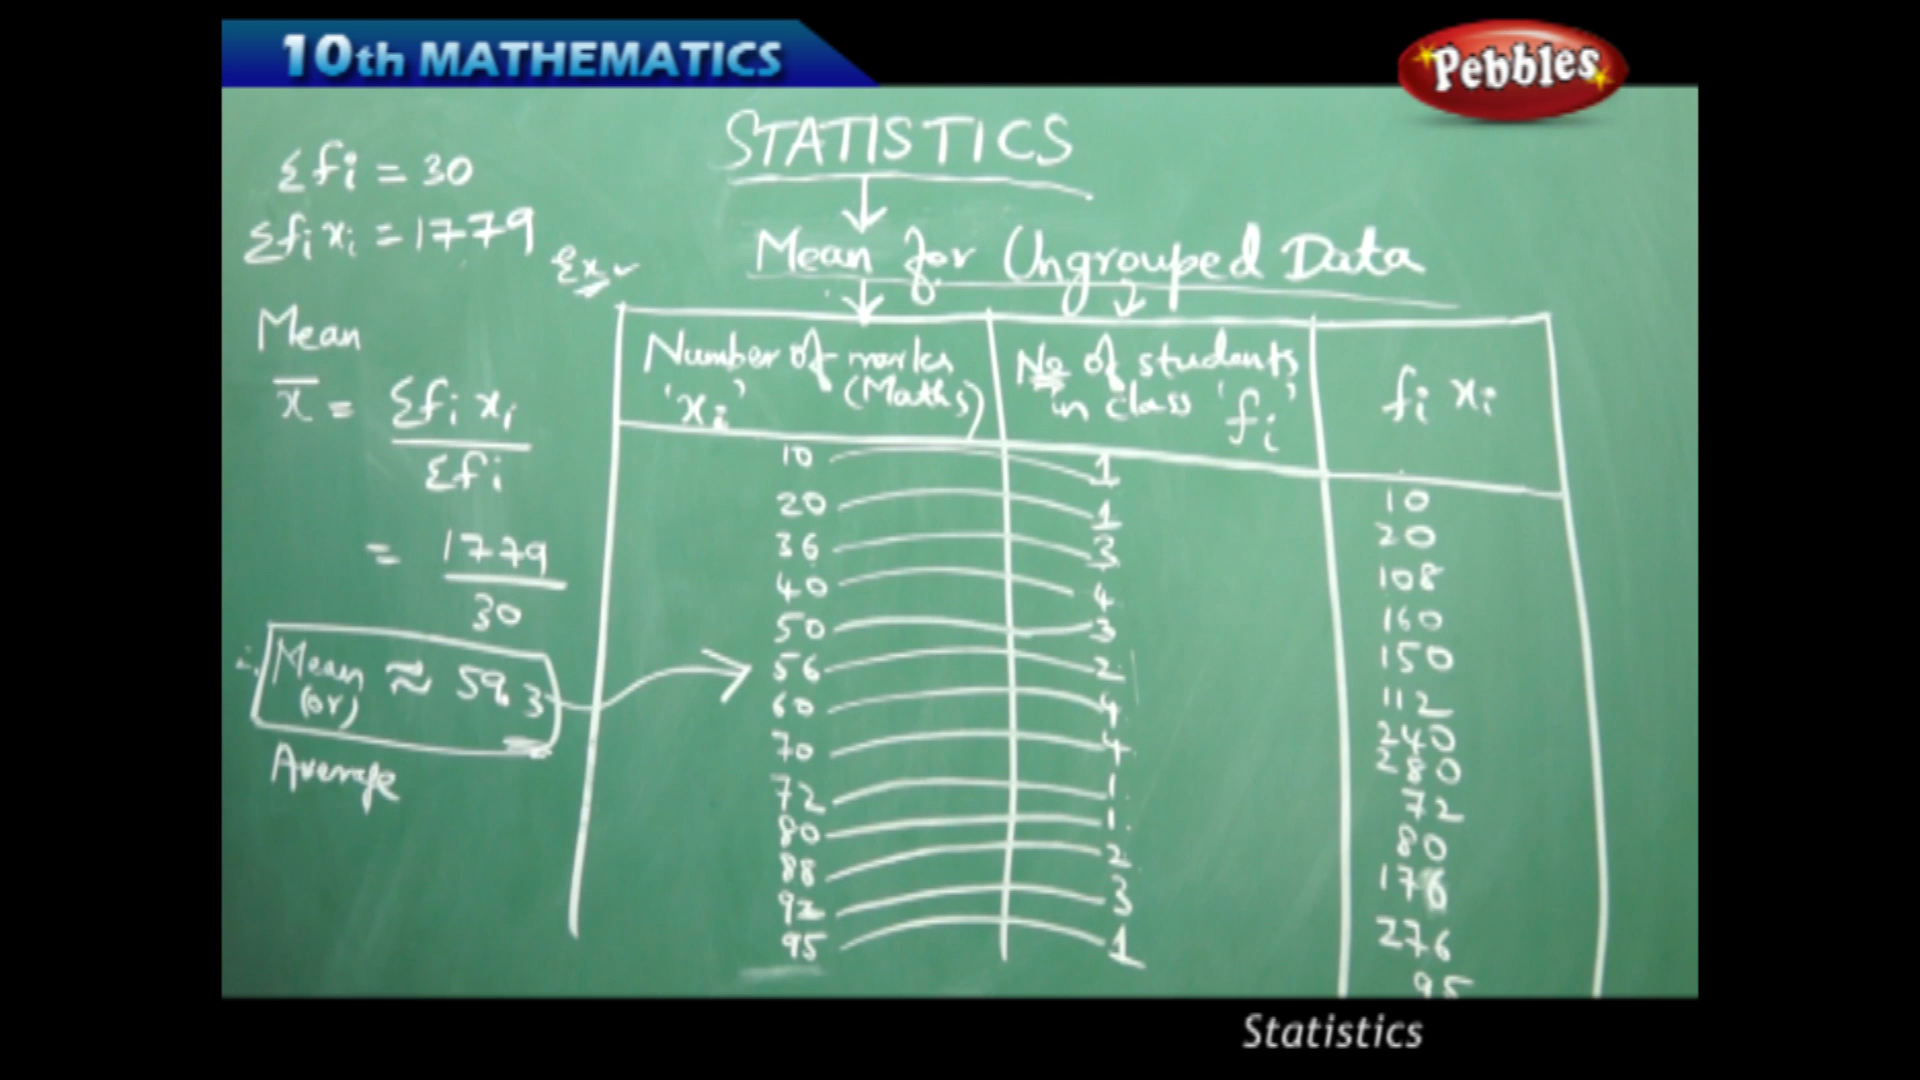 10th MATHEMATICS
Pebbles
STATISTICS
Mean for Ungrouped Data
Σfi = 30
Σfixi = 1779
Ex
Mean
x̄ = Σfi xi
Σfi
= 1779
30
∴ Mean ≈ 59.3
(or)
Average
Number of marks 'xi' (Maths)
No of students in class 'fi'
fi xi
10 1 10
20 1 20
36 3 108
40 4 160
50 3 150
56 2 112
60 4 240
70 4 280
72 1 72
80 1 80
88 2 176
92 3 276
95 1 95
Statistics